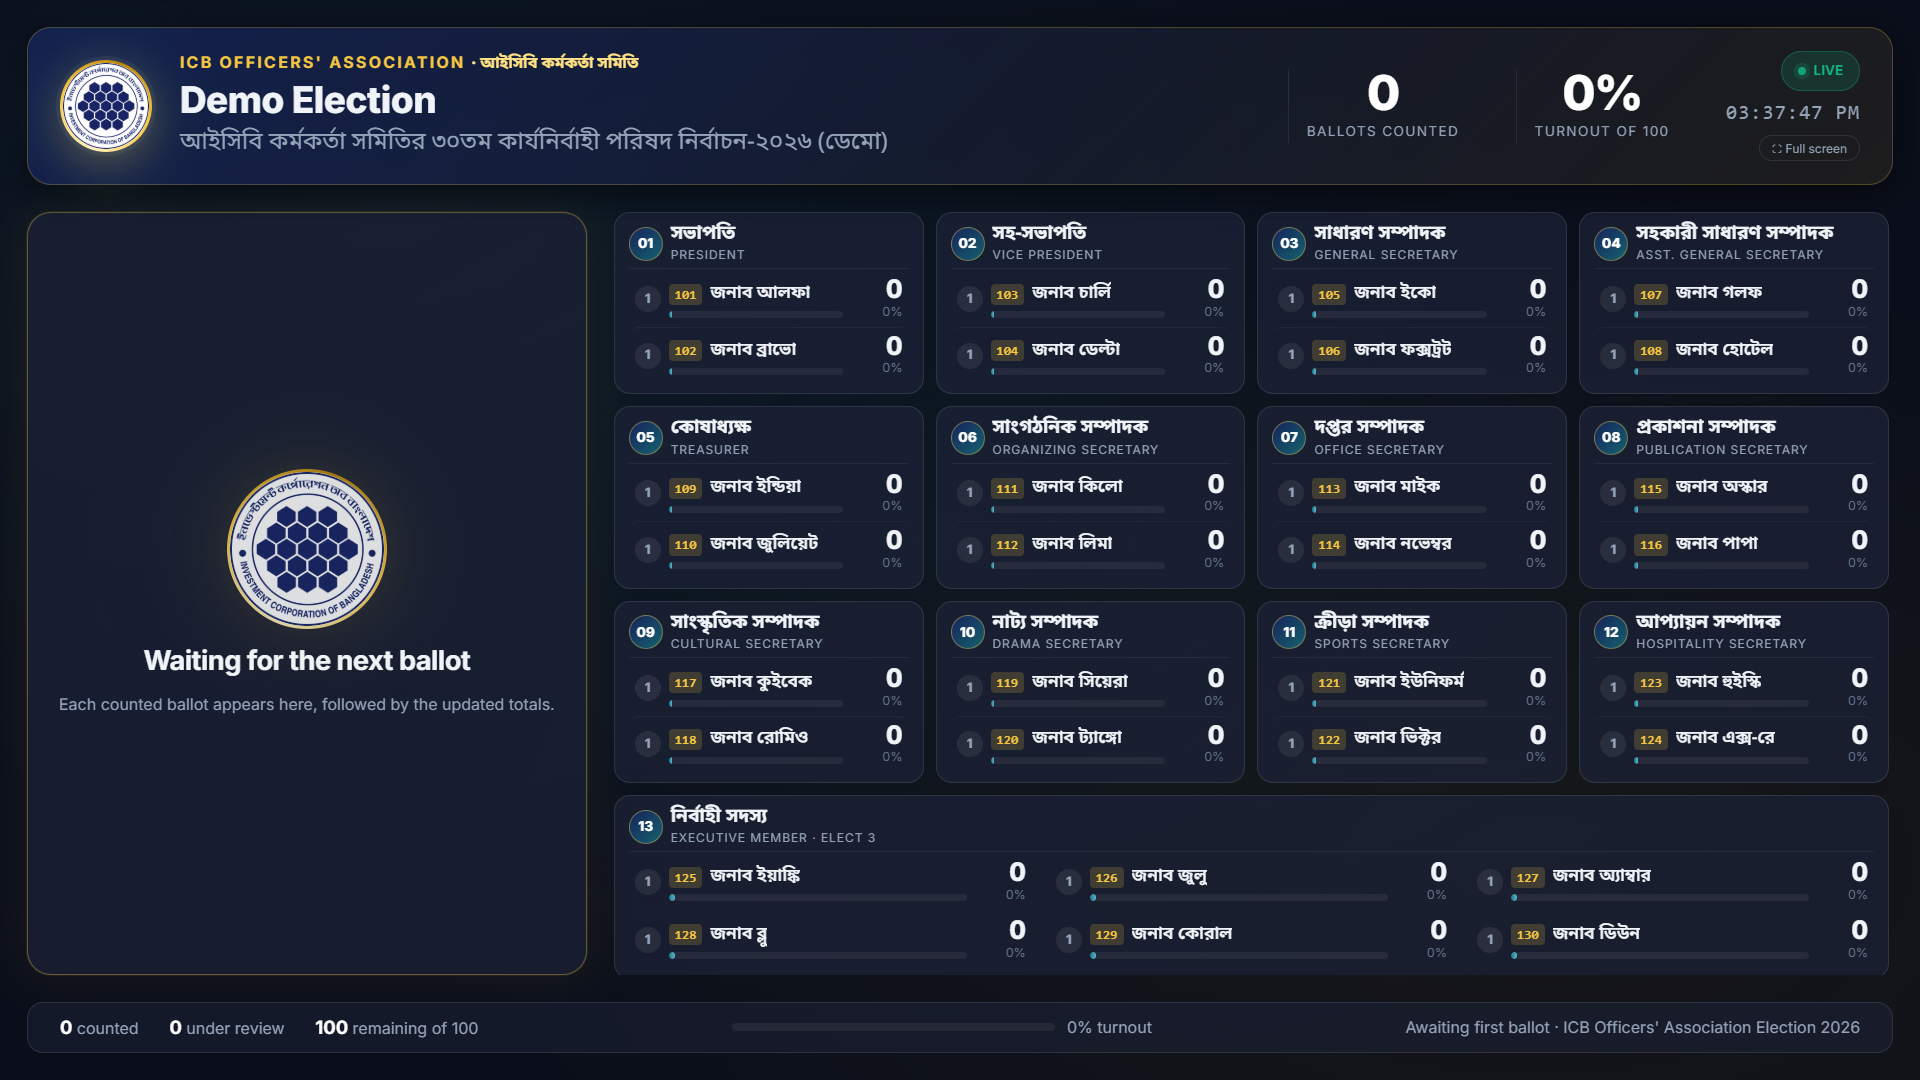 ICB OFFICERS' ASSOCIATION · আইসিবি কর্মকর্তা সমিতি
Demo Election
আইসিবি কর্মকর্তা সমিতির ৩০তম কার্যনির্বাহী পরিষদ নির্বাচন-২০২৬ (ডেমো)
0
BALLOTS COUNTED
0%
TURNOUT OF 100
LIVE
03:37:47 PM
Full screen
ইনভেস্টমেন্ট কর্পোরেশন অব বাংলাদেশ
INVESTMENT CORPORATION OF BANGLADESH
Waiting for the next ballot
Each counted ballot appears here, followed by the updated totals.
01 সভাপতি
PRESIDENT
1 101 জনাব আলফা 0
0%
1 102 জনাব ব্রাভো 0
0%
02 সহ-সভাপতি
VICE PRESIDENT
1 103 জনাব চার্লি 0
0%
1 104 জনাব ডেল্টা 0
0%
03 সাধারণ সম্পাদক
GENERAL SECRETARY
1 105 জনাব ইকো 0
0%
1 106 জনাব ফক্সট্রট 0
0%
04 সহকারী সাধারণ সম্পাদক
ASST. GENERAL SECRETARY
1 107 জনাব গলফ 0
0%
1 108 জনাব হোটেল 0
0%
05 কোষাধ্যক্ষ
TREASURER
1 109 জনাব ইন্ডিয়া 0
0%
1 110 জনাব জুলিয়েট 0
0%
06 সাংগঠনিক সম্পাদক
ORGANIZING SECRETARY
1 111 জনাব কিলো 0
0%
1 112 জনাব লিমা 0
0%
07 দপ্তর সম্পাদক
OFFICE SECRETARY
1 113 জনাব মাইক 0
0%
1 114 জনাব নভেম্বর 0
0%
08 প্রকাশনা সম্পাদক
PUBLICATION SECRETARY
1 115 জনাব অস্কার 0
0%
1 116 জনাব পাপা 0
0%
09 সাংস্কৃতিক সম্পাদক
CULTURAL SECRETARY
1 117 জনাব কুইবেক 0
0%
1 118 জনাব রোমিও 0
0%
10 নাট্য সম্পাদক
DRAMA SECRETARY
1 119 জনাব সিয়েরা 0
0%
1 120 জনাব ট্যাঙ্গো 0
0%
11 ক্রীড়া সম্পাদক
SPORTS SECRETARY
1 121 জনাব ইউনিফর্ম 0
0%
1 122 জনাব ভিক্টর 0
0%
12 আপ্যায়ন সম্পাদক
HOSPITALITY SECRETARY
1 123 জনাব হুইস্কি 0
0%
1 124 জনাব এক্স-রে 0
0%
13 নির্বাহী সদস্য
EXECUTIVE MEMBER · ELECT 3
1 125 জনাব ইয়াঙ্কি 0
0%
1 126 জনাব জুলু 0
0%
1 127 জনাব অ্যাম্বার 0
0%
1 128 জনাব ব্লু 0
0%
1 129 জনাব কোরাল 0
0%
1 130 জনাব ডিউন 0
0%
0 counted 0 under review 100 remaining of 100
0% turnout
Awaiting first ballot · ICB Officers' Association Election 2026